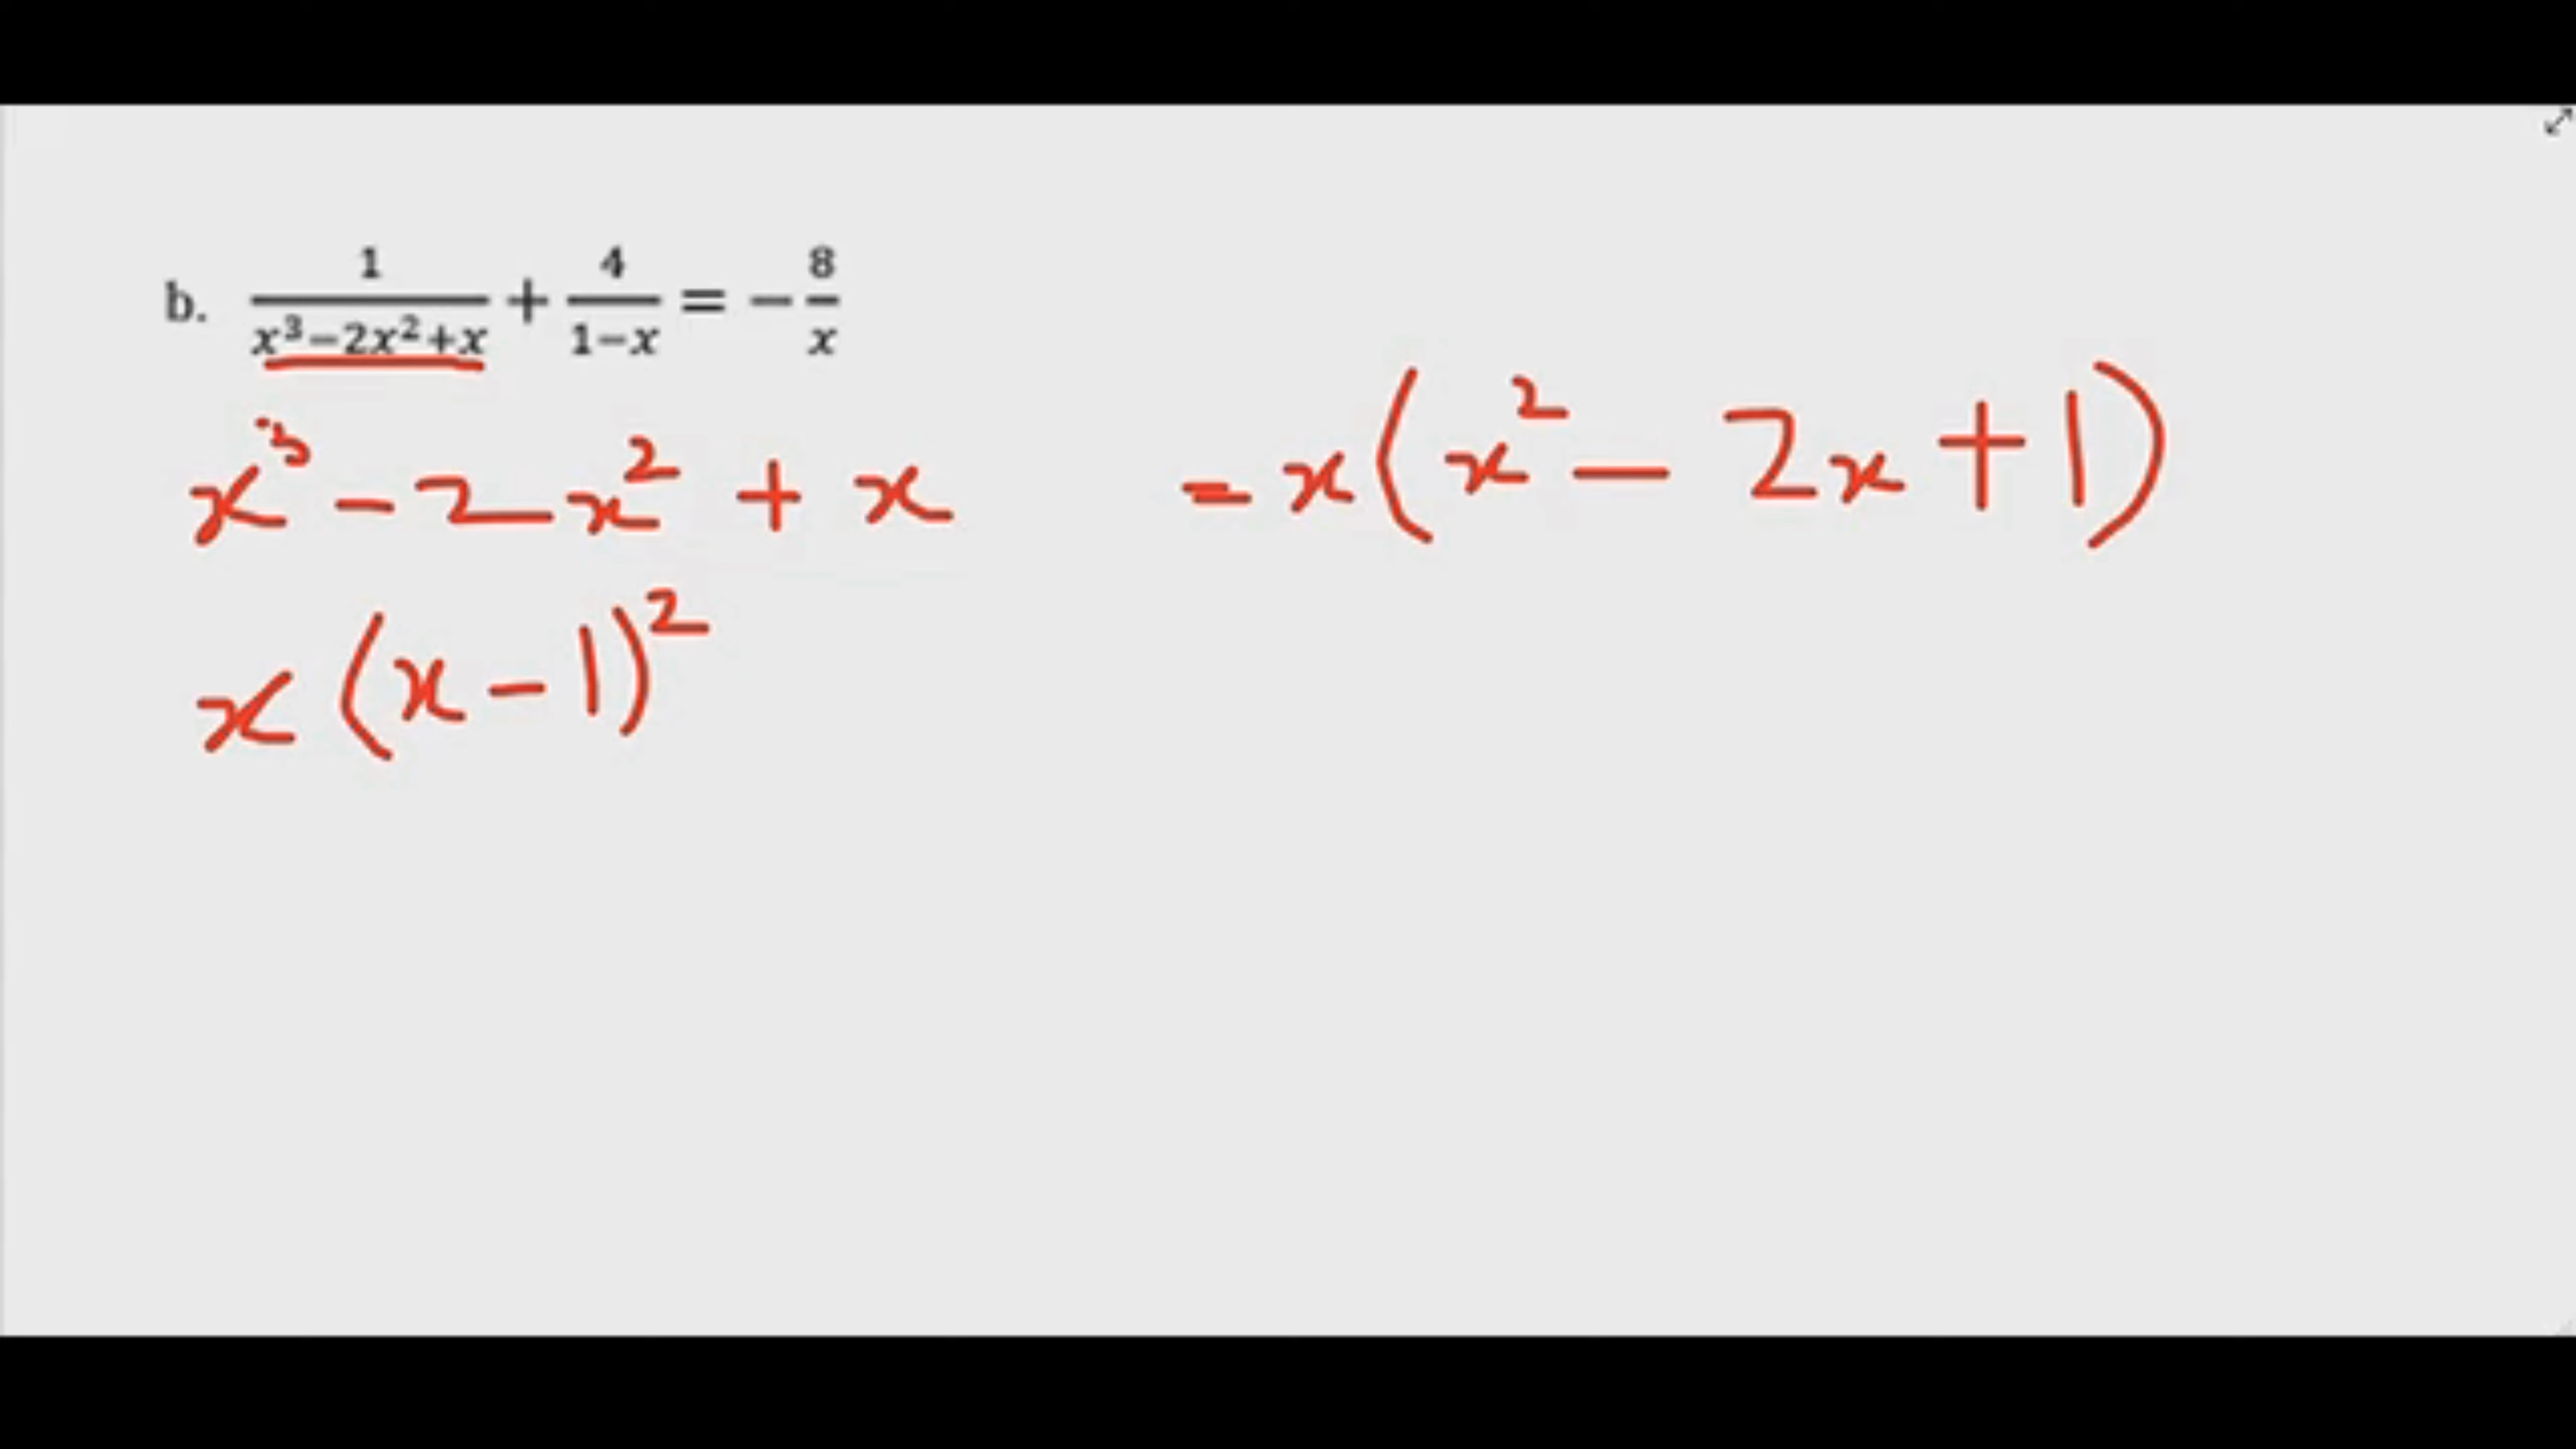 b. 1/(x³−2x²+x) + 4/(1−x) = −8/x
x³ - 2x² + x = x(x² - 2x + 1)
x(x-1)²